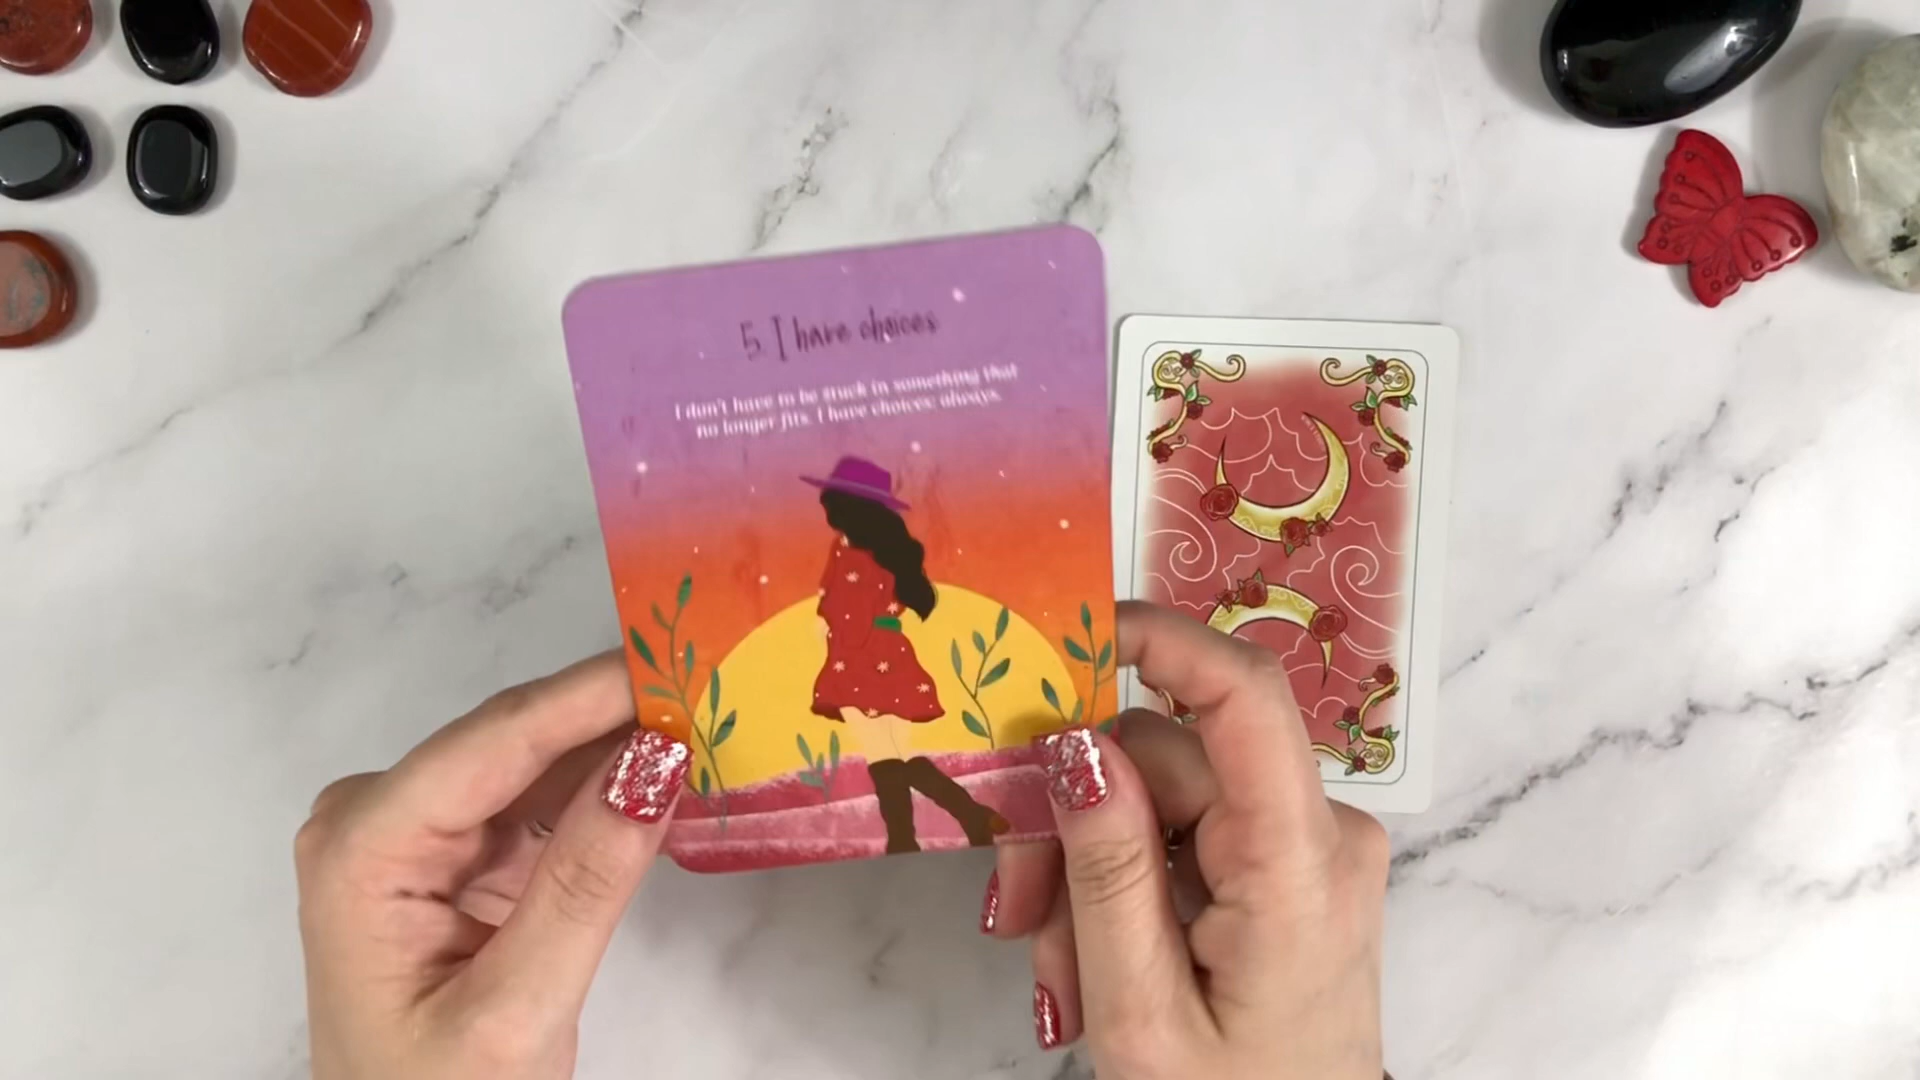 5. I have choices
I don't have to be stuck in something that
no longer fits. I have choices: always.